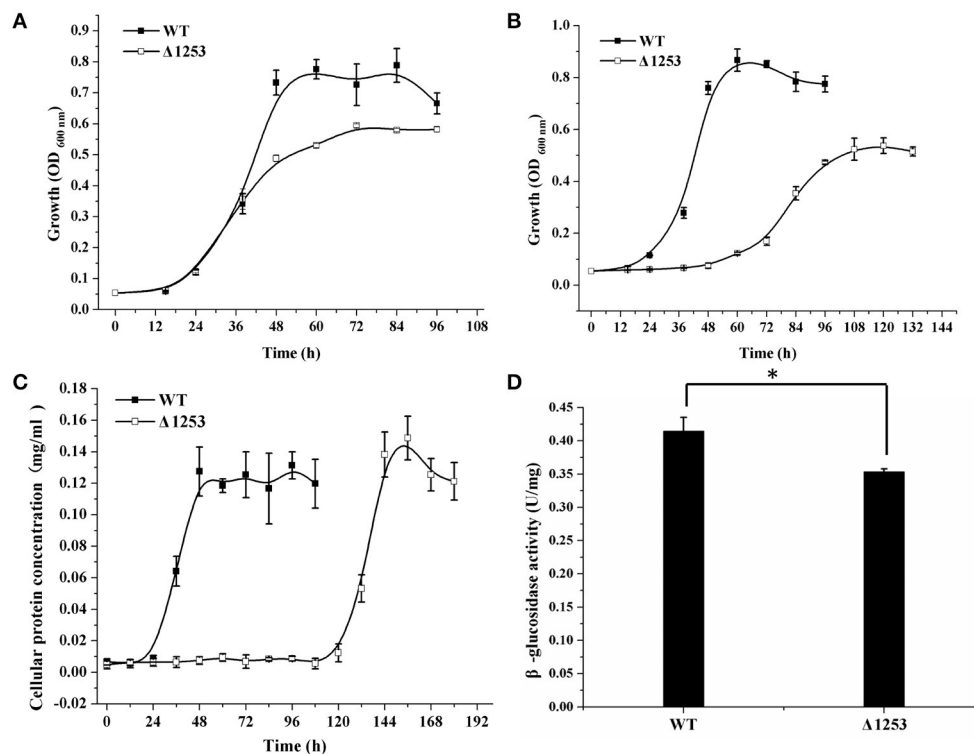 A
WT
Δ1253
Growth (OD 600 nm)
0.9
0.8
0.7
0.6
0.5
0.4
0.3
0.2
0.1
0.0
0 12 24 36 48 60 72 84 96 108
Time (h)
B
WT
Δ1253
Growth (OD 600 nm)
1.0
0.8
0.6
0.4
0.2
0.0
0 12 24 36 48 60 72 84 96 108 120 132 144
Time (h)
C
WT
Δ1253
Cellular protein concentration (mg/ml)
0.18
0.16
0.14
0.12
0.10
0.08
0.06
0.04
0.02
0.00
-0.02
0 24 48 72 96 120 144 168 192
Time (h)
D
*
β -glucosidase activity (U/mg)
0.45
0.40
0.35
0.30
0.25
0.20
0.15
0.10
0.05
0.00
WT Δ1253